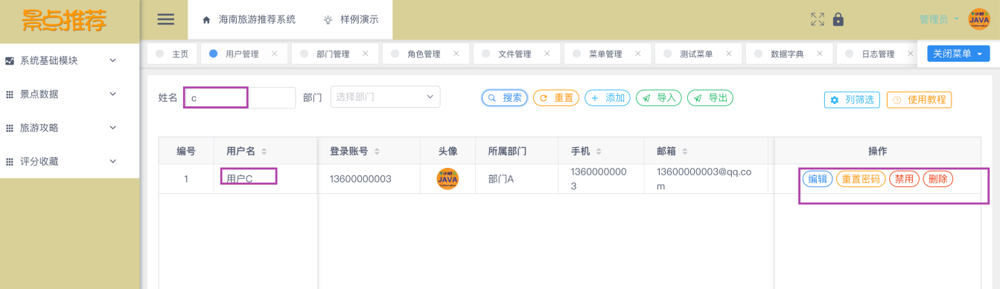 景点推荐
海南旅游推荐系统 样例演示
管理员
系统基础模块
景点数据
旅游攻略
评分收藏
主页 用户管理 部门管理 角色管理 文件管理 菜单管理 测试菜单 数据字典 日志管理 关闭菜单
姓名 c 部门 选择部门 搜索 重置 添加 导入 导出 列筛选 使用教程
编号 用户名 登录账号 头像 所属部门 手机 邮箱 操作
1 用户C 13600000003 JAVA 部门A 1360000000
3 13600000003@qq.co
m 编辑 重置密码 禁用 删除